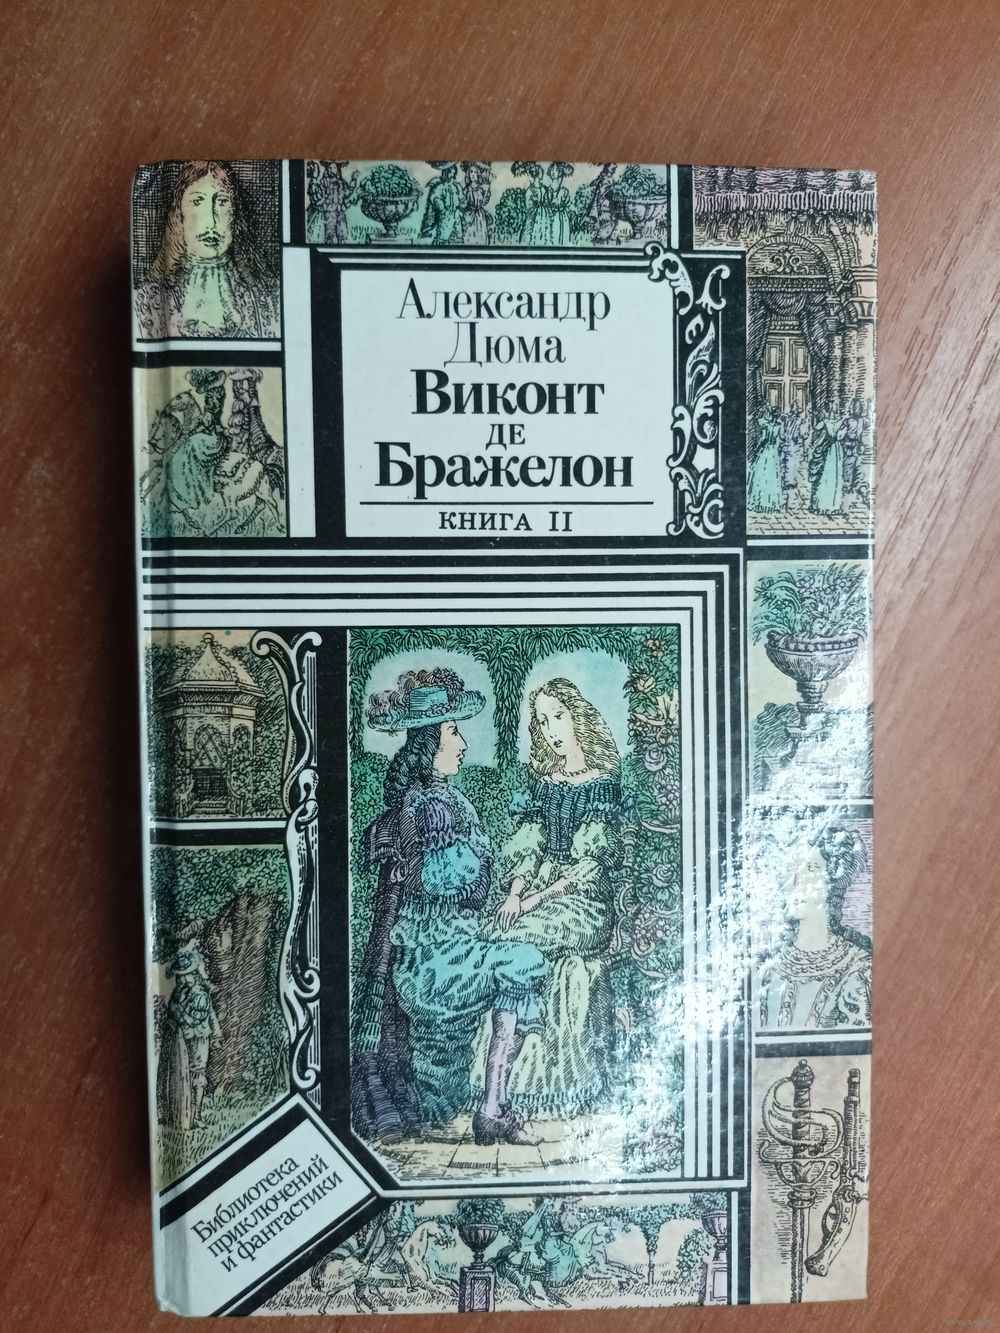 Александр
Дюма
Виконт
де
Бражелон
книга II
Библиотека
приключений
и фантастики